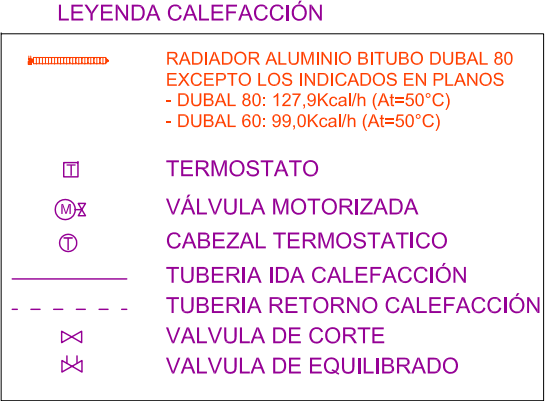 LEYENDA CALEFACCIÓN
RADIADOR ALUMINIO BITUBO DUBAL 80
EXCEPTO LOS INDICADOS EN PLANOS
- DUBAL 80: 127,9Kcal/h (At=50°C)
- DUBAL 60: 99,0Kcal/h (At=50°C)
T TERMOSTATO
M VÁLVULA MOTORIZADA
T CABEZAL TERMOSTATICO
TUBERIA IDA CALEFACCIÓN
TUBERIA RETORNO CALEFACCIÓN
VALVULA DE CORTE
VALVULA DE EQUILIBRADO